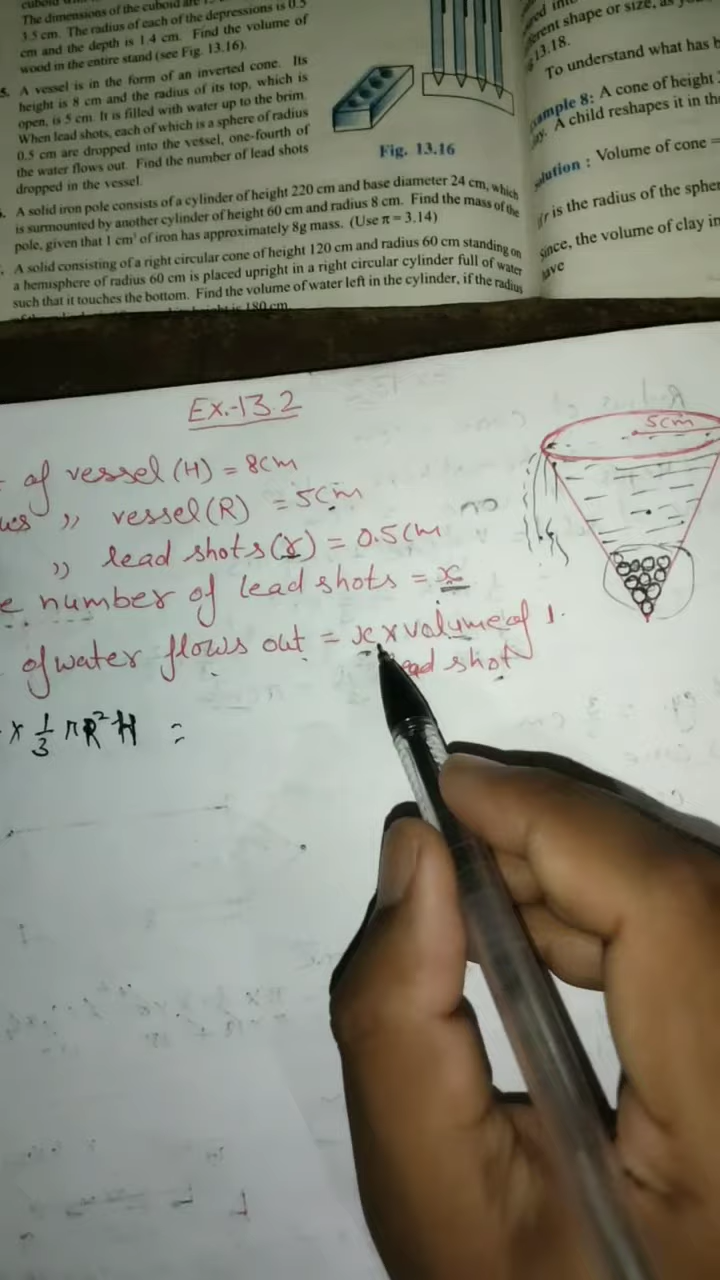 The dimensions of the cuboid are
3.5 cm. The radius of each of the depressions is 0.5
cm and the depth is 1.4 cm. Find the volume of
wood in the entire stand (see Fig. 13.16).
5. A vessel is in the form of an inverted cone. Its
height is 8 cm and the radius of its top, which is
open, is 5 cm. It is filled with water up to the brim.
When lead shots, each of which is a sphere of radius
0.5 cm are dropped into the vessel, one-fourth of
the water flows out. Find the number of lead shots
dropped in the vessel.
Fig. 13.16
A solid iron pole consists of a cylinder of height 220 cm and base diameter 24 cm, which
is surmounted by another cylinder of height 60 cm and radius 8 cm. Find the mass of the
pole, given that 1 cm³ of iron has approximately 8g mass. (Use π = 3.14)
A solid consisting of a right circular cone of height 120 cm and radius 60 cm standing on
a hemisphere of radius 60 cm is placed upright in a right circular cylinder full of water
such that it touches the bottom. Find the volume of water left in the cylinder, if the radius
is 180 cm.
shape or size, as
13.18.
To understand what has
Example 8: A cone of height
A child reshapes it in the
Solution : Volume of cone =
r is the radius of the
Since, the volume of clay in
Ex.-13.2
of vessel (H) = 8cm
" vessel (R) = 5cm
" lead shots (r) = 0.5cm
number of lead shots = x
of water flows out = x × volume of 1
lead shot
× 1/3 πR²H =
5cm